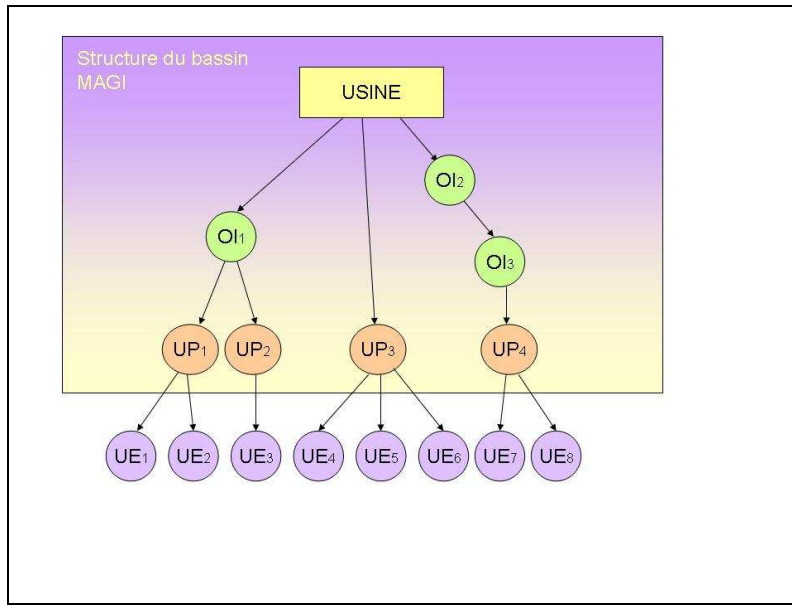 Structure du bassin
MAGI
USINE
OI2
OI1
OI3
UP1
UP2
UP3
UP4
UE1
UE2
UE3
UE4
UE5
UE6
UE7
UE8